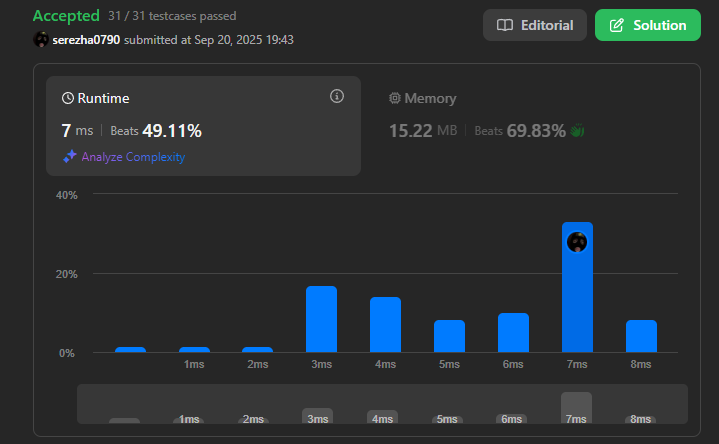 Accepted 31 / 31 testcases passed
serezha0790 submitted at Sep 20, 2025 19:43
Editorial
Solution
Runtime
7 ms | Beats 49.11%
Analyze Complexity
Memory
15.22 MB | Beats 69.83%
40%
20%
0%
1ms 2ms 3ms 4ms 5ms 6ms 7ms 8ms
1ms 2ms 3ms 4ms 5ms 6ms 7ms 8ms